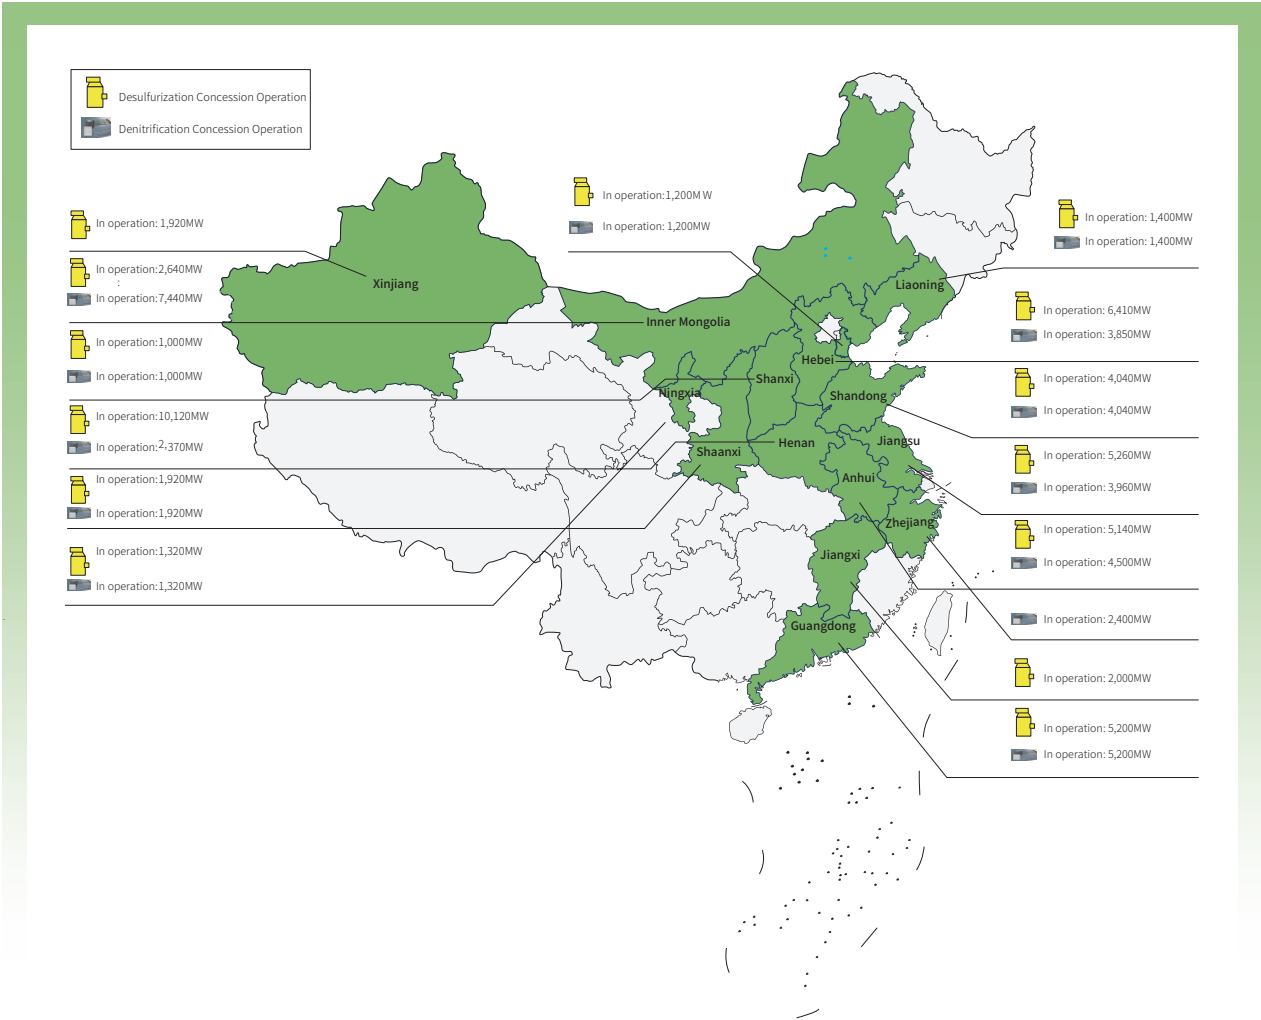 Desulfurization Concession Operation
Denitrification Concession Operation
In operation: 1,920MW
In operation:2,640MW
:
In operation:7,440MW
In operation:1,000MW
In operation:1,000MW
In operation:10,120MW
In operation:2,370MW
In operation:1,920MW
In operation:1,920MW
In operation:1,320MW
In operation:1,320MW
In operation:1,200M W
In operation: 1,200MW
In operation: 1,400MW
In operation: 1,400MW
In operation: 6,410MW
In operation: 3,850MW
In operation: 4,040MW
In operation: 4,040MW
In operation: 5,260MW
In operation: 3,960MW
In operation: 5,140MW
In operation: 4,500MW
In operation: 2,400MW
In operation: 2,000MW
In operation: 5,200MW
In operation: 5,200MW
Xinjiang
Inner Mongolia
Liaoning
Hebei
Shanxi
Ningxia
Shandong
Henan
Jiangsu
Shaanxi
Anhui
Zhejiang
Jiangxi
Guangdong